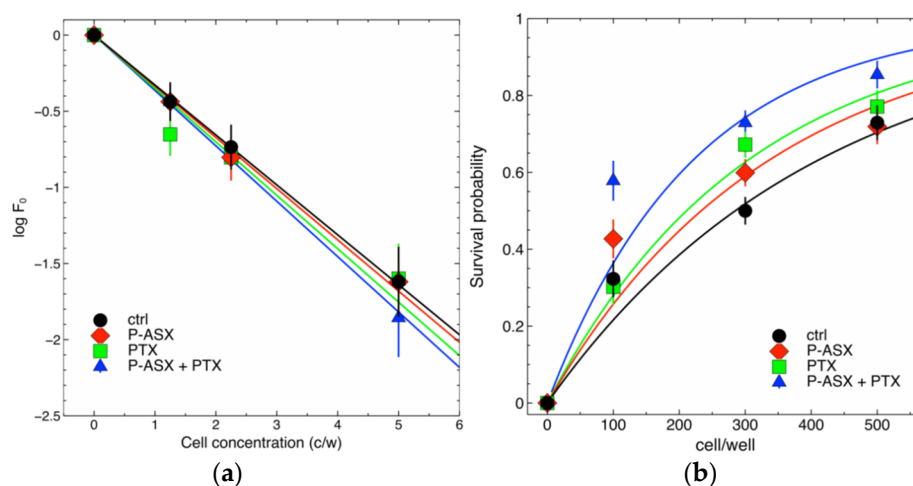 0
−0.5
−1
−1.5
−2
−2.5
log F0
0 1 2 3 4 5 6
Cell concentration (c/w)
ctrl
P-ASX
PTX
P-ASX + PTX
(a)
1
0.8
0.6
0.4
0.2
0
Survival probability
0 100 200 300 400 500
cell/well
ctrl
P-ASX
PTX
P-ASX + PTX
(b)